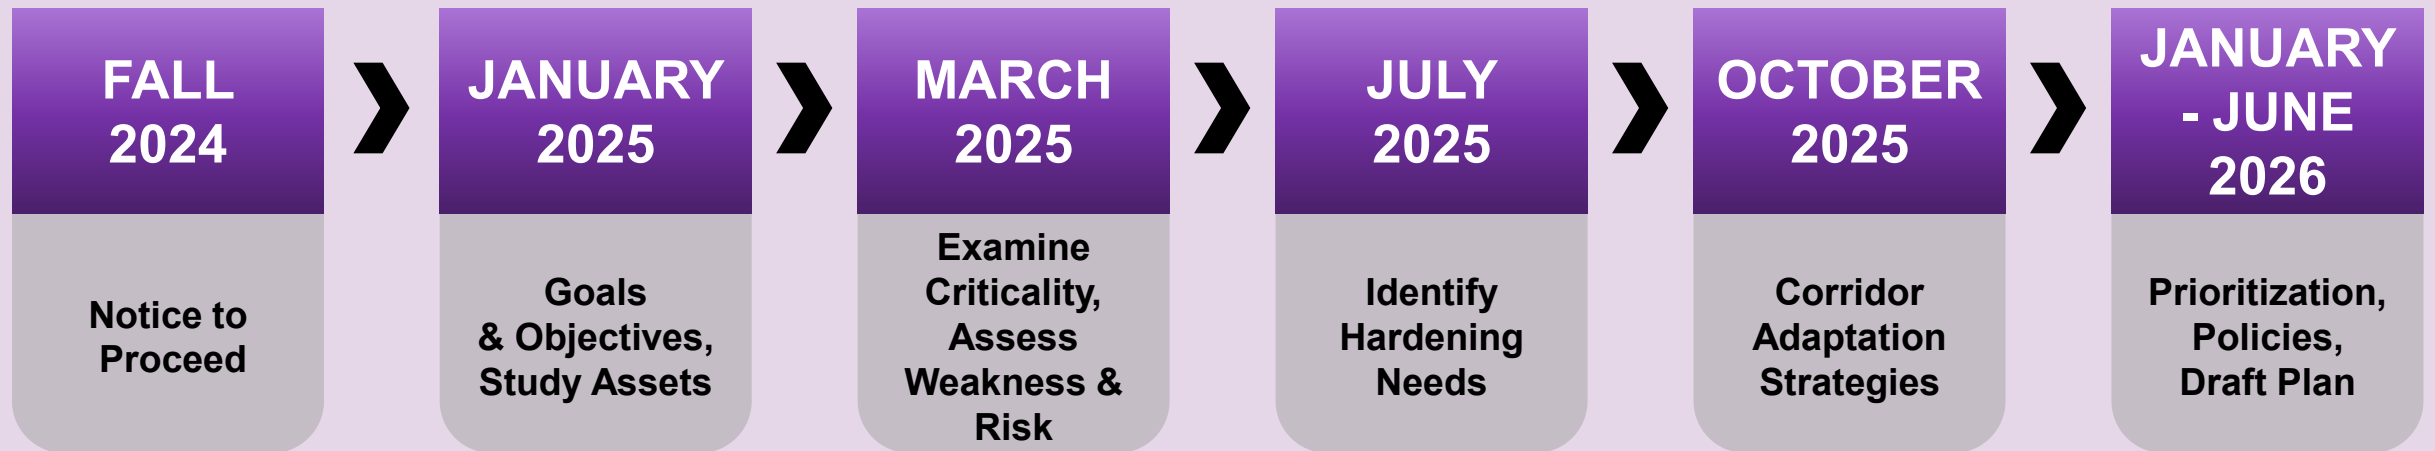 FALL
2024
Notice to
Proceed
JANUARY
2025
Goals
& Objectives,
Study Assets
MARCH
2025
Examine
Criticality,
Assess
Weakness &
Risk
JULY
2025
Identify
Hardening
Needs
OCTOBER
2025
Corridor
Adaptation
Strategies
JANUARY
- JUNE
2026
Prioritization,
Policies,
Draft Plan